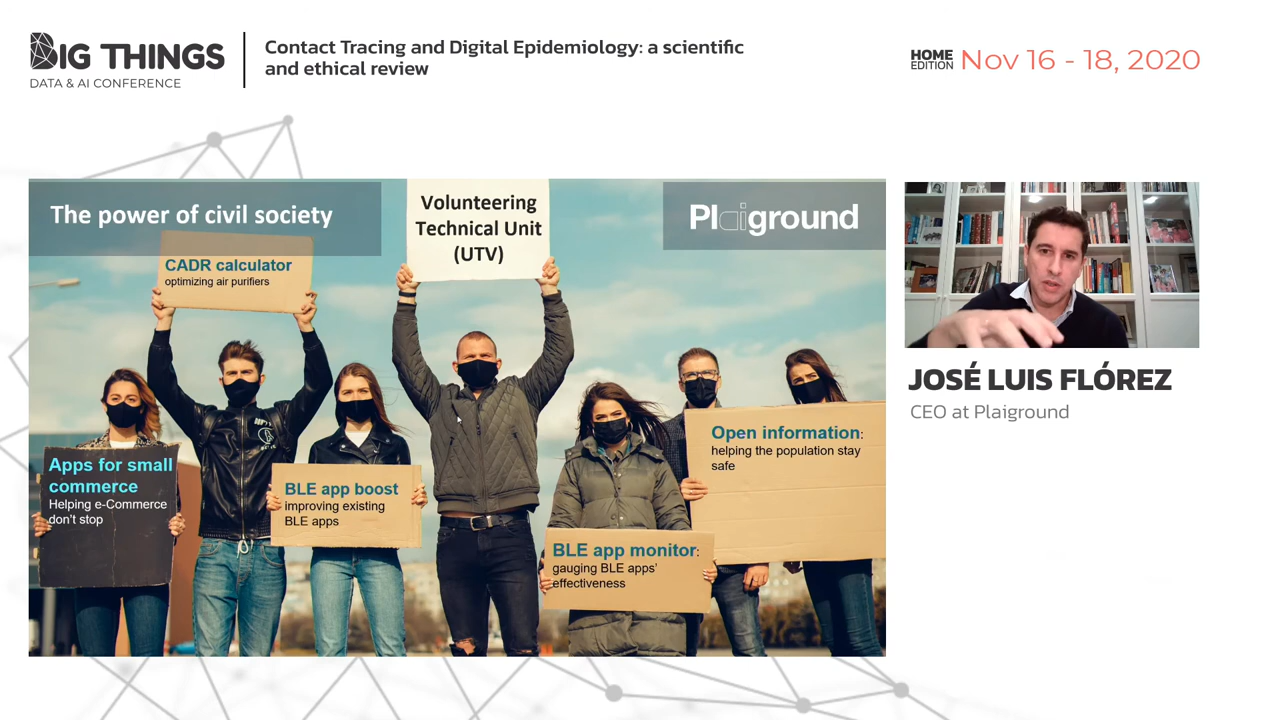 BIG THINGS
DATA & AI CONFERENCE
Contact Tracing and Digital Epidemiology: a scientific
and ethical review
HOME
EDITION
Nov 16 - 18, 2020
The power of civil society
Volunteering
Technical Unit
(UTV)
Plaiground
CADR calculator
optimizing air purifiers
Apps for small
commerce
Helping e-Commerce
don't stop
BLE app boost
improving existing
BLE apps
Open information:
helping the population stay
safe
BLE app monitor:
gauging BLE apps'
effectiveness
JOSÉ LUIS FLÓREZ
CEO at Plaiground